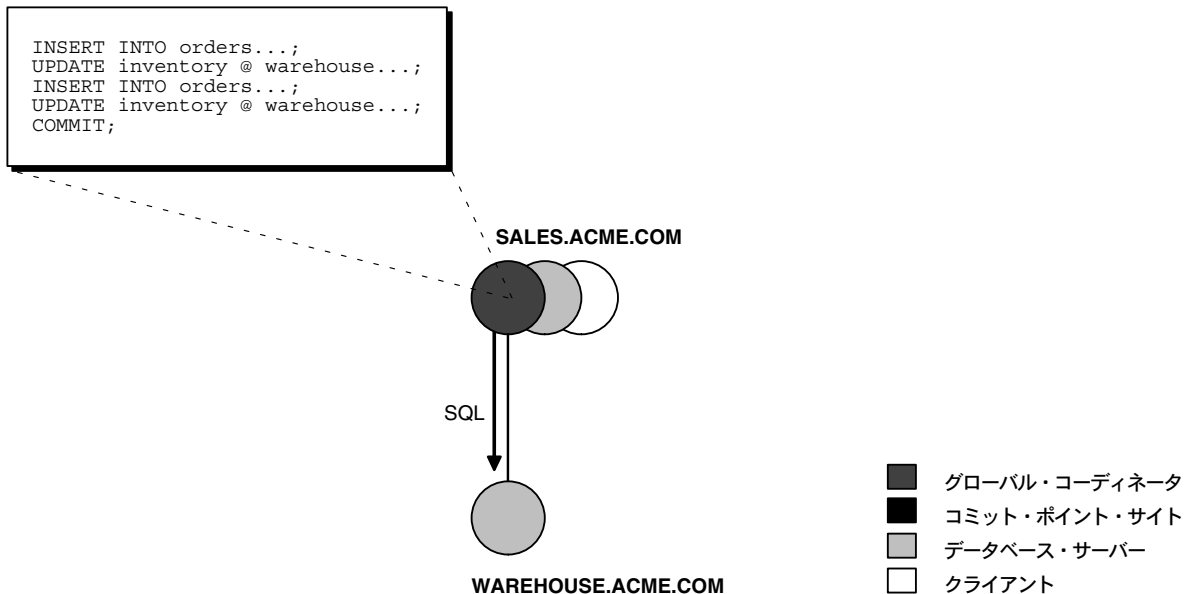 INSERT INTO orders...;
UPDATE inventory @ warehouse...;
INSERT INTO orders...;
UPDATE inventory @ warehouse...;
COMMIT;
SALES.ACME.COM
SQL
WAREHOUSE.ACME.COM
グローバル・コーディネータ
コミット・ポイント・サイト
データベース・サーバー
クライアント